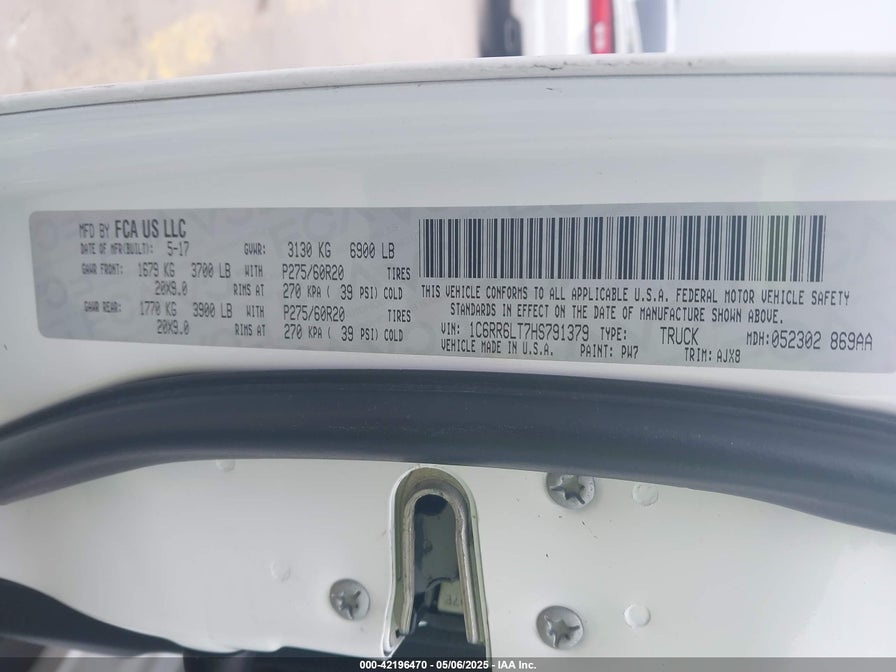 MFD BY FCA US LLC
DATE OF MFR(BUILT): 5-17 GVWR: 3130 KG 6900 LB
GAWR FRONT: 1679 KG 3700 LB WITH P275/60R20 TIRES
20X9.0 RIMS AT 270 KPA ( 39 PSI) COLD
GAWR REAR: 1770 KG 3900 LB WITH P275/60R20 TIRES
20X9.0 RIMS AT 270 KPA ( 39 PSI) COLD
THIS VEHICLE CONFORMS TO ALL APPLICABLE U.S.A. FEDERAL MOTOR VEHICLE SAFETY
STANDARDS IN EFFECT ON THE DATE OF MANUFACTURE SHOWN ABOVE.
VIN: 1C6RR6LT7HS791379 TYPE: TRUCK MDH:052302 869AA
VEHICLE MADE IN U.S.A. PAINT: PW7 TRIM: AJX8
000-42196470 - 05/06/2025 - IAA Inc.